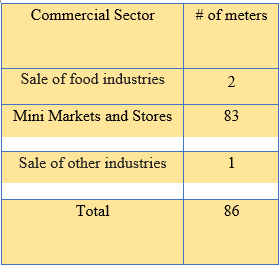 Commercial Sector # of meters
Sale of food industries 2
Mini Markets and Stores 83
Sale of other industries 1
Total 86